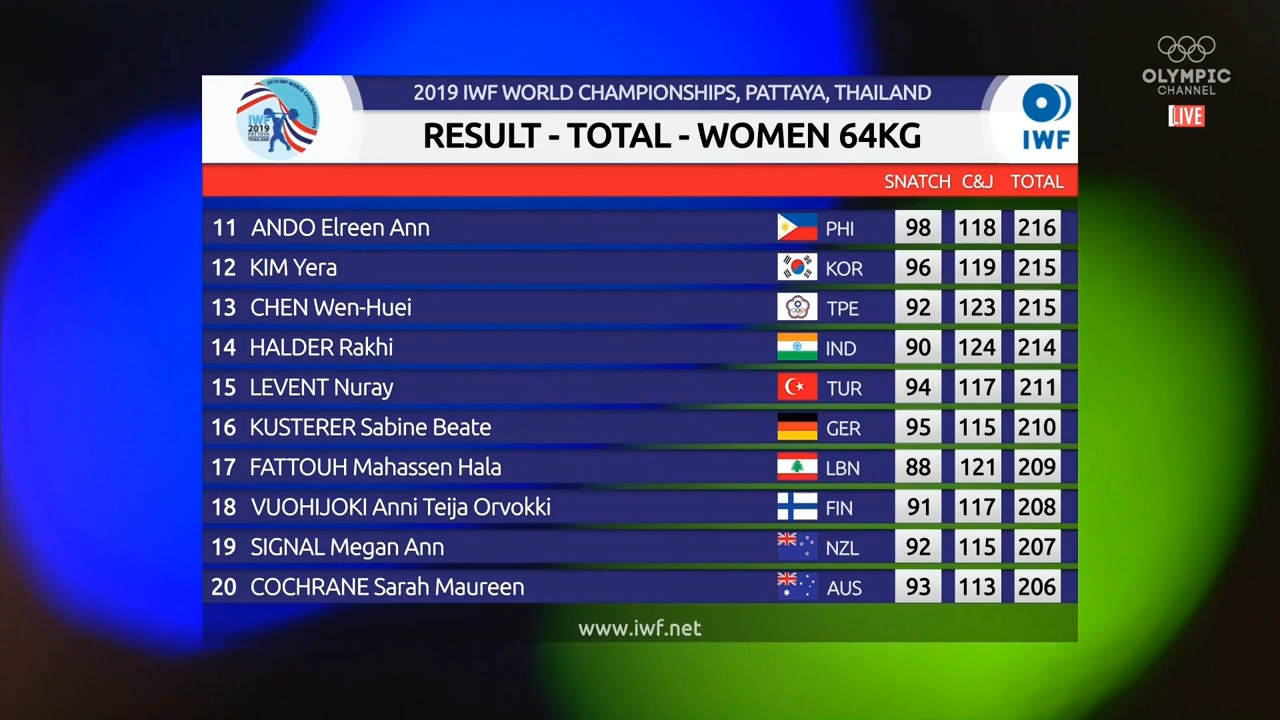 2019 IWF WORLD CHAMPIONSHIPS, PATTAYA, THAILAND
RESULT - TOTAL - WOMEN 64KG
IWF
2019
PATTAYA
THAILAND
IWF
OLYMPIC
CHANNEL
LIVE
SNATCH C&J TOTAL
11 ANDO Elreen Ann PHI 98 118 216
12 KIM Yera KOR 96 119 215
13 CHEN Wen-Huei TPE 92 123 215
14 HALDER Rakhi IND 90 124 214
15 LEVENT Nuray TUR 94 117 211
16 KUSTERER Sabine Beate GER 95 115 210
17 FATTOUH Mahassen Hala LBN 88 121 209
18 VUOHIJOKI Anni Teija Orvokki FIN 91 117 208
19 SIGNAL Megan Ann NZL 92 115 207
20 COCHRANE Sarah Maureen AUS 93 113 206
www.iwf.net